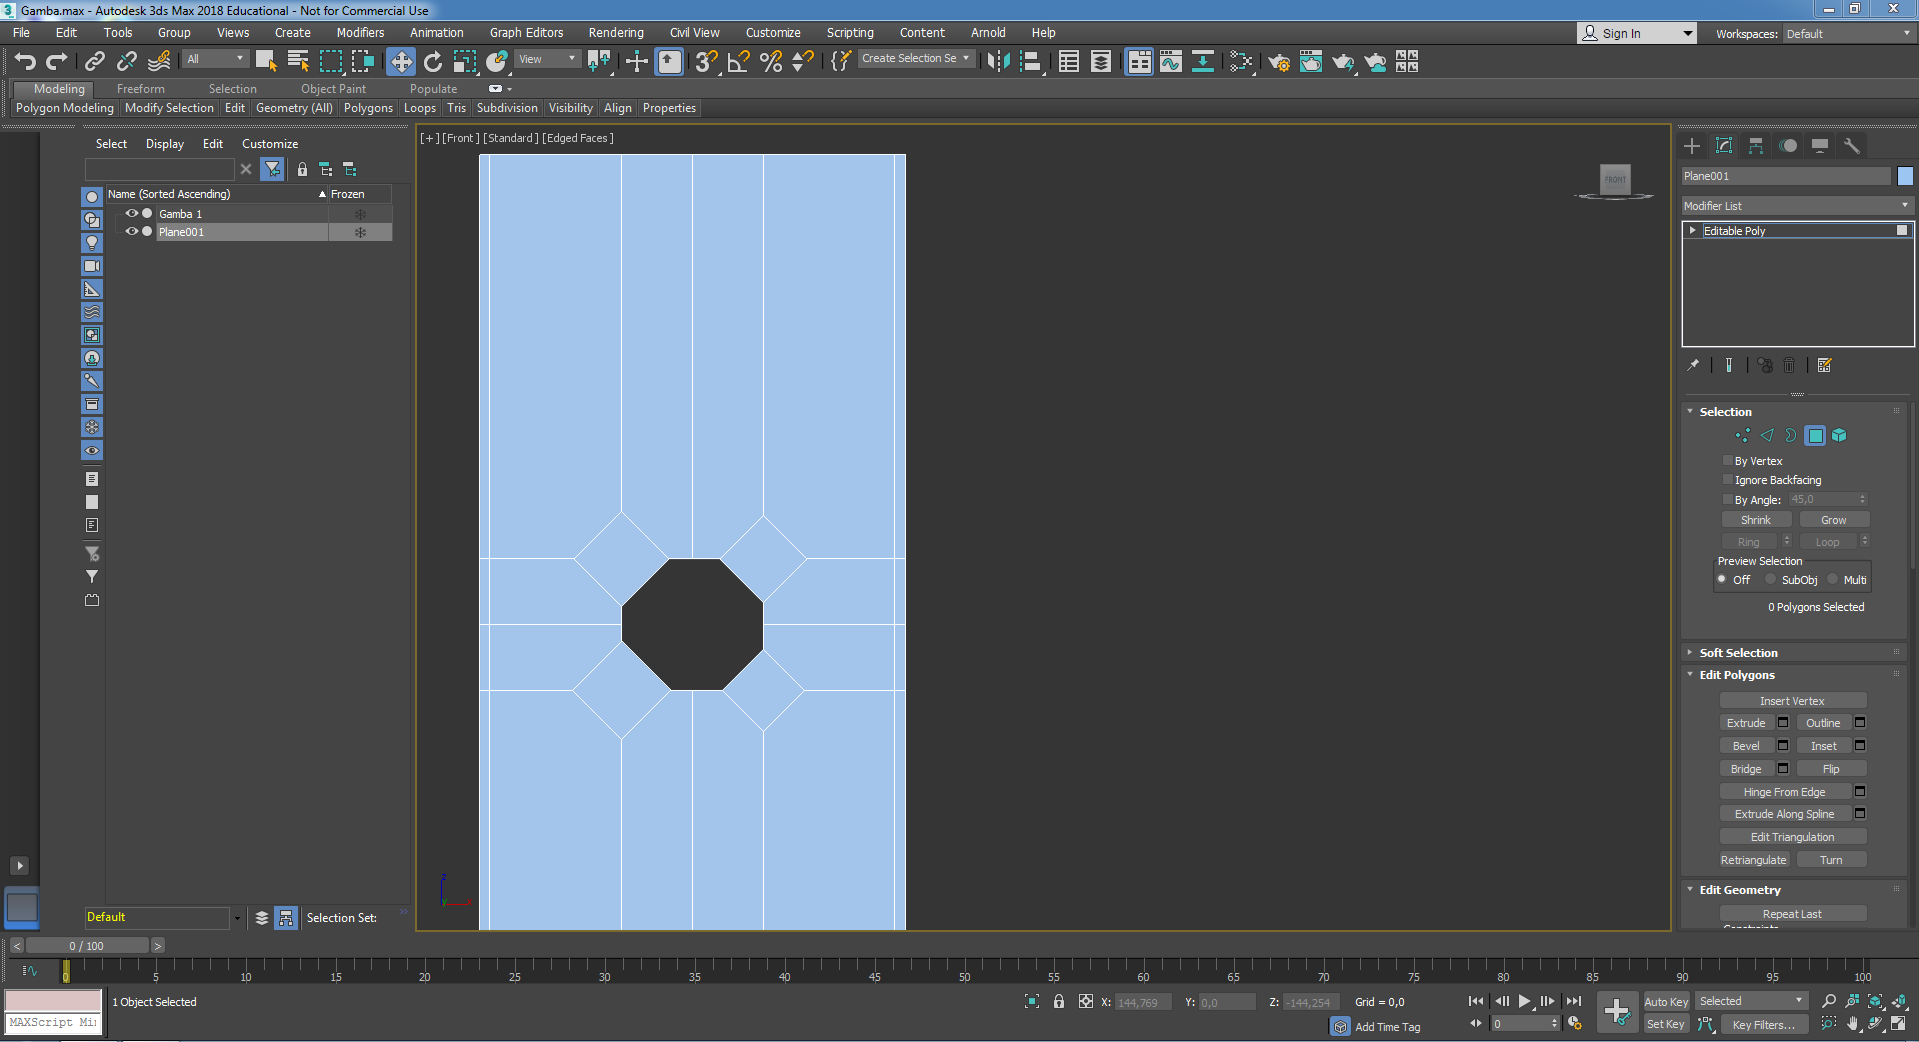 Gamba.max - Autodesk 3ds Max 2018 Educational - Not for Commercial Use
File Edit Tools Group Views Create Modifiers Animation Graph Editors Rendering Civil View Customize Scripting Content Arnold Help
Sign In
Workspaces: Default
All
View
Create Selection Se
Modeling Freeform Selection Object Paint Populate
Polygon Modeling Modify Selection Edit Geometry (All) Polygons Loops Tris Subdivision Visibility Align Properties
Select Display Edit Customize
Name (Sorted Ascending) Frozen
Gamba 1
Plane001
[+] [Front] [Standard] [Edged Faces]
FRONT
Plane001
Modifier List
Editable Poly
Selection
By Vertex
Ignore Backfacing
By Angle: 45,0
Shrink Grow
Ring Loop
Preview Selection
Off SubObj Multi
0 Polygons Selected
Soft Selection
Edit Polygons
Insert Vertex
Extrude Outline
Bevel Inset
Bridge Flip
Hinge From Edge
Extrude Along Spline
Edit Triangulation
Retriangulate Turn
Edit Geometry
Repeat Last
Constraints
z
Default
Selection Set:
< 0 / 100 >
0 5 10 15 20 25 30 35 40 45 50 55 60 65 70 75 80 85 90 95 100
1 Object Selected
X: 144,769 Y: 0,0 Z: -144,254 Grid = 0,0
Auto Key Selected
MAXScript Mi
Add Time Tag
0
Set Key Key Filters...